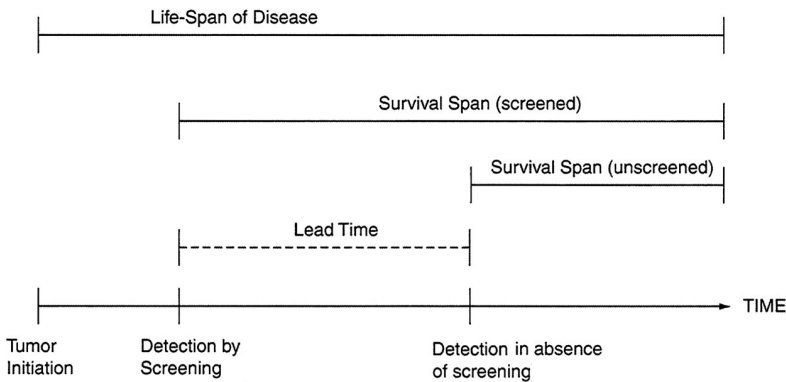 Life-Span of Disease
Survival Span (screened)
Survival Span (unscreened)
Lead Time
TIME
Tumor
Initiation
Detection by
Screening
Detection in absence
of screening